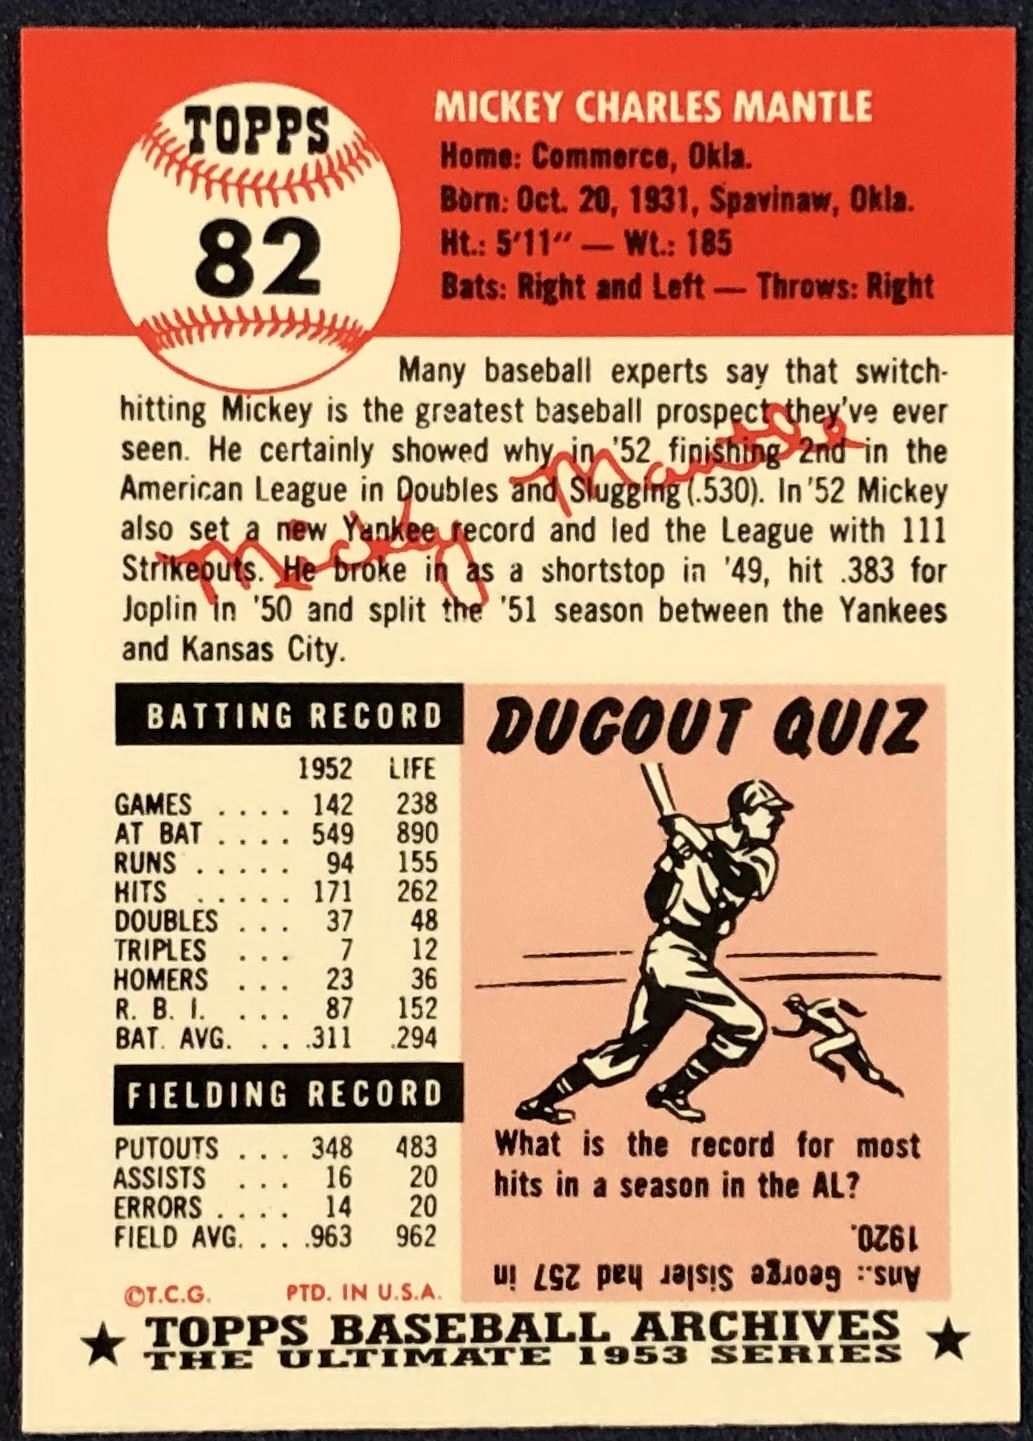 TOPPS
82
MICKEY CHARLES MANTLE
Home: Commerce, Okla.
Born: Oct. 20, 1931, Spavinaw, Okla.
Ht.: 5'11" — Wt.: 185
Bats: Right and Left — Throws: Right
Many baseball experts say that switch-
hitting Mickey is the greatest baseball prospect they've ever
seen. He certainly showed why in '52 finishing 2nd in the
American League in Doubles and Slugging (.530). In '52 Mickey
also set a new Yankee record and led the League with 111
Strikeouts. He broke in as a shortstop in '49, hit .383 for
Joplin in '50 and split the '51 season between the Yankees
and Kansas City.
Micky Mantle
BATTING RECORD
1952 LIFE
GAMES .... 142 238
AT BAT .... 549 890
RUNS ..... 94 155
HITS ..... 171 262
DOUBLES ... 37 48
TRIPLES ... 7 12
HOMERS ... 23 36
R. B. I. ... 87 152
BAT. AVG. .. .311 .294
FIELDING RECORD
PUTOUTS ... 348 483
ASSISTS ... 16 20
ERRORS .... 14 20
FIELD AVG. .. .963 962
©T.C.G. PTD. IN U.S.A.
DUGOUT QUIZ
What is the record for most
hits in a season in the AL?
Ans.: George Sisler had 257 in
1920.
TOPPS BASEBALL ARCHIVES
THE ULTIMATE 1953 SERIES